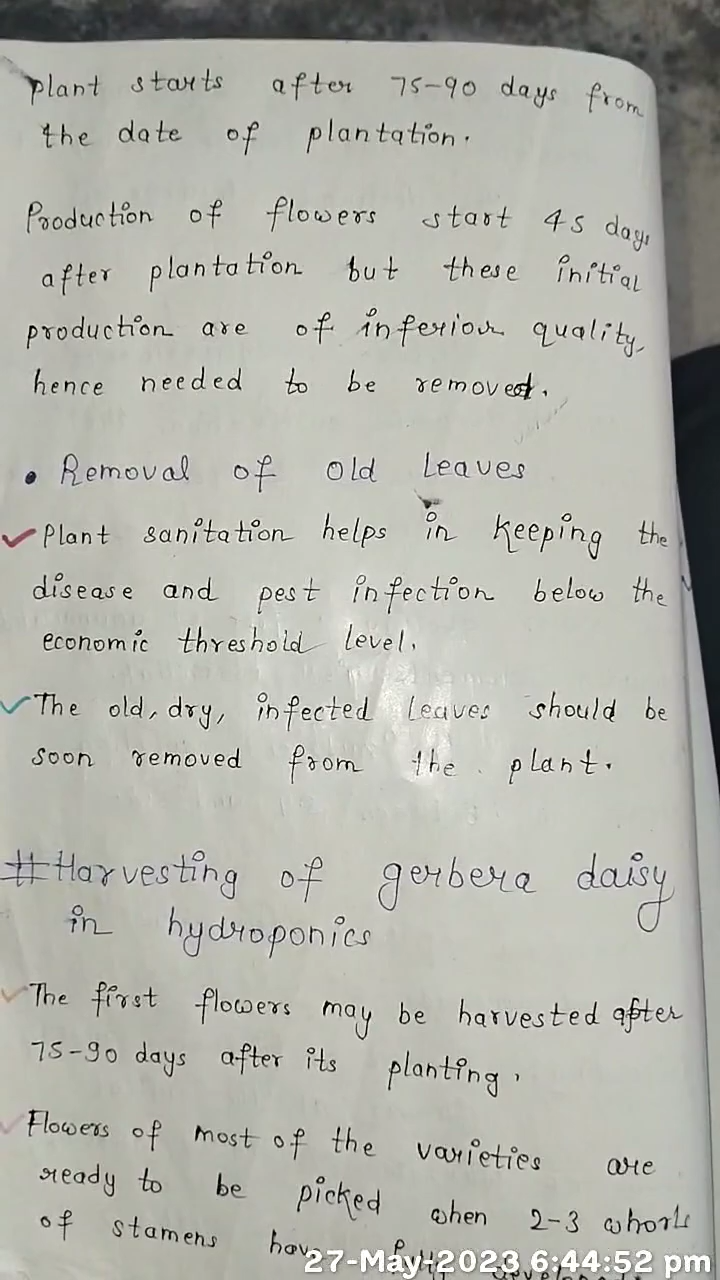 plant starts after 75-90 days from
the date of plantation.
Production of flowers start 45 days
after plantation but these initial
production are of inferiour quality,
hence needed to be removed.
• Removal of old leaves
✓ Plant sanitation helps in keeping the
disease and pest infection below the
economic threshold level.
✓ The old, dry, infected leaves should be
soon removed from the plant.
# Harvesting of gerbera daisy
in hydroponics
✓ The first flowers may be harvested after
75-90 days after its planting,
✓ Flowers of most of the varieties are
ready to be picked when 2-3 whorls
of stamens
27-May-2023 6:44:52 pm